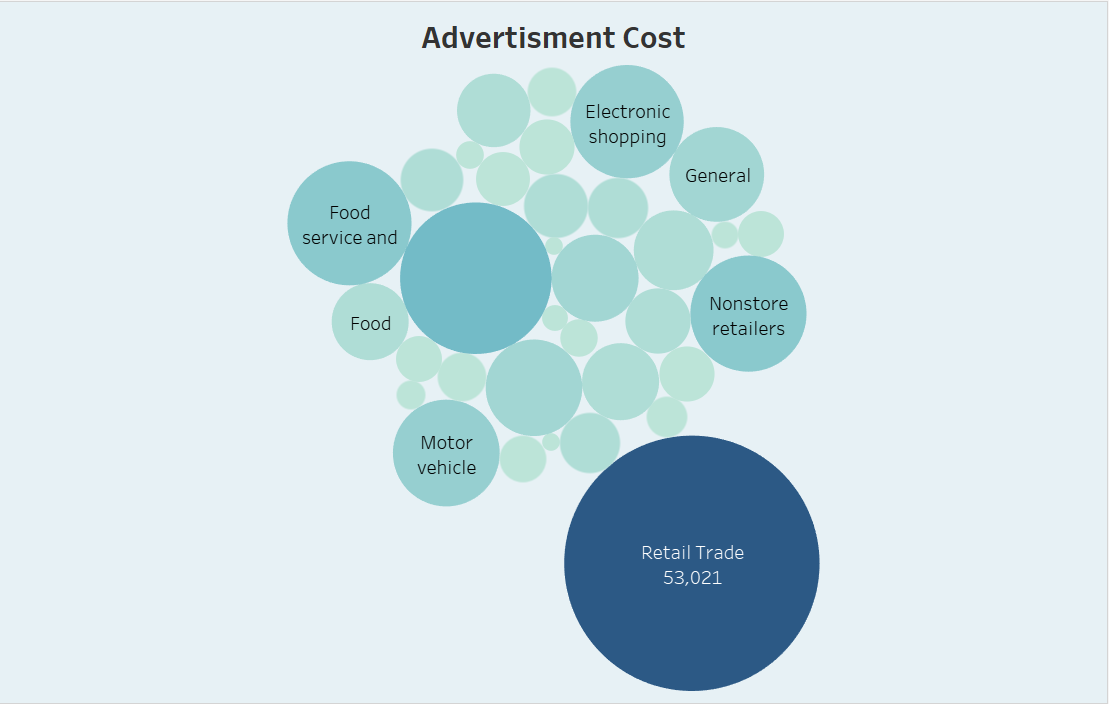 Advertisment Cost
Electronic
shopping
General
Food
service and
Nonstore
retailers
Food
Motor
vehicle
Retail Trade
53,021